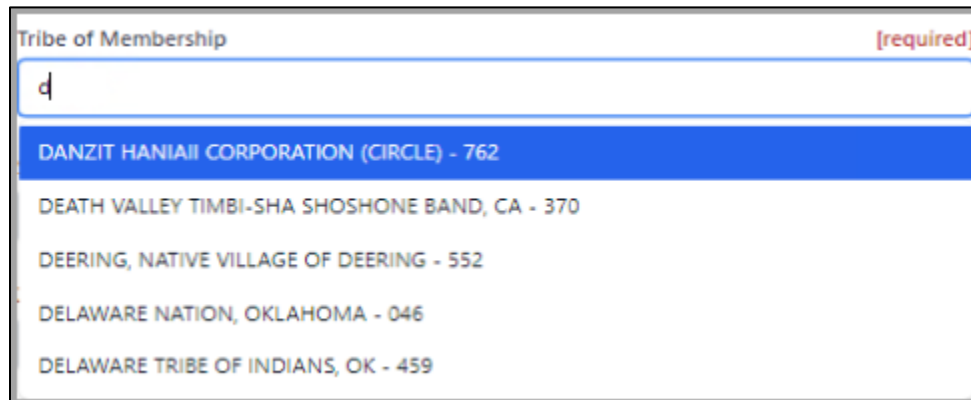 Tribe of Membership [required]
d
DANZIT HANIAII CORPORATION (CIRCLE) - 762
DEATH VALLEY TIMBI-SHA SHOSHONE BAND, CA - 370
DEERING, NATIVE VILLAGE OF DEERING - 552
DELAWARE NATION, OKLAHOMA - 046
DELAWARE TRIBE OF INDIANS, OK - 459